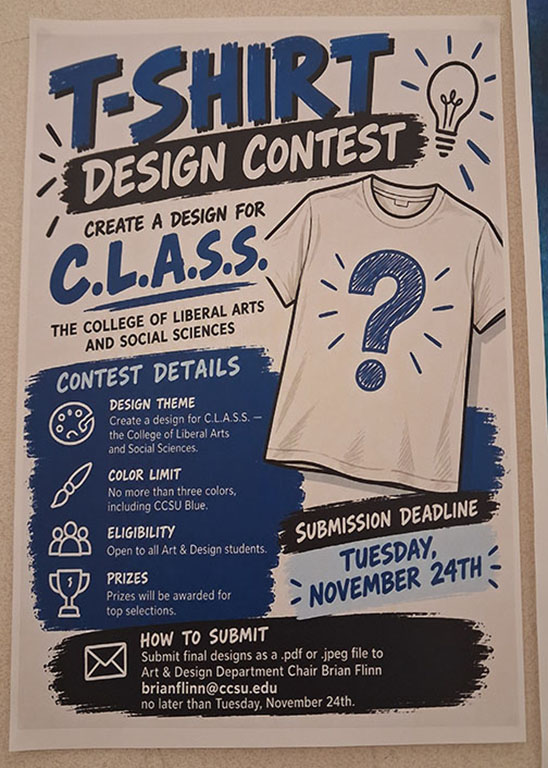 T-SHIRT
DESIGN CONTEST
CREATE A DESIGN FOR
C.L.A.S.S.
THE COLLEGE OF LIBERAL ARTS
AND SOCIAL SCIENCES
?
CONTEST DETAILS
DESIGN THEME
Create a design for C.L.A.S.S. —
the College of Liberal Arts
and Social Sciences.
COLOR LIMIT
No more than three colors,
including CCSU Blue.
ELIGIBILITY
Open to all Art & Design students.
PRIZES
Prizes will be awarded for
top selections.
SUBMISSION DEADLINE
TUESDAY,
NOVEMBER 24TH
HOW TO SUBMIT
Submit final designs as a .pdf or .jpeg file to
Art & Design Department Chair Brian Flinn
brianflinn@ccsu.edu
no later than Tuesday, November 24th.